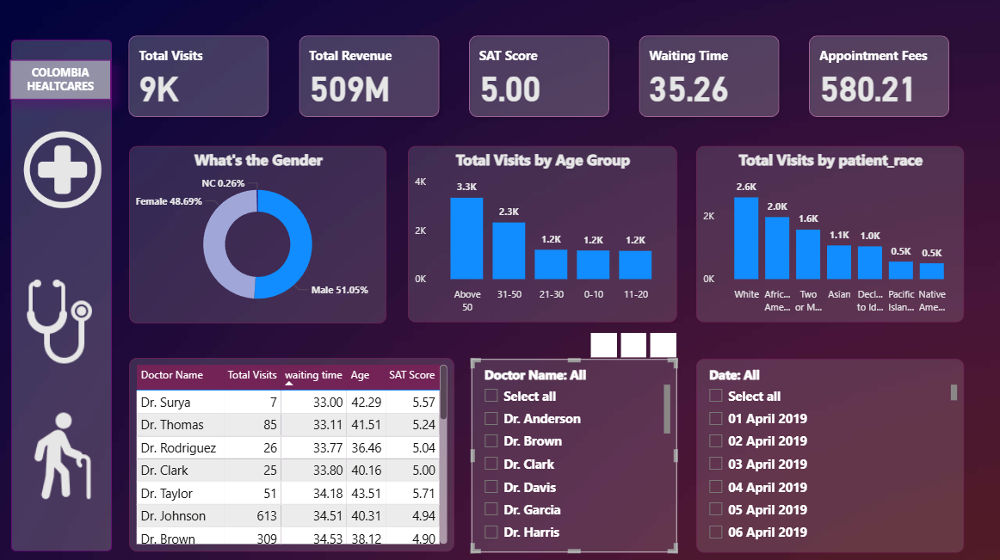 COLOMBIA
HEALTCARES
Total Visits
9K
Total Revenue
509M
SAT Score
5.00
Waiting Time
35.26
Appointment Fees
580.21
What's the Gender
NC 0.26%
Female 48.69%
Male 51.05%
Total Visits by Age Group
4K
2K
0K
3.3K
2.3K
1.2K
1.2K
1.2K
Above
50
31-50
21-30
0-10
11-20
Total Visits by patient_race
2K
0K
2.6K
2.0K
1.6K
1.1K
1.0K
0.5K
0.5K
White
Afric...
Ame...
Two
or M...
Asian
Decl...
to Id...
Pacific
Islan...
Native
Ame...
Doctor Name Total Visits waiting time Age SAT Score
Dr. Surya 7 33.00 42.29 5.57
Dr. Thomas 85 33.11 41.51 5.24
Dr. Rodriguez 26 33.77 36.46 5.04
Dr. Clark 25 33.80 40.16 5.00
Dr. Taylor 51 34.18 43.51 5.71
Dr. Johnson 613 34.51 40.31 4.94
Dr. Brown 309 34.53 38.12 4.90
Doctor Name: All
Select all
Dr. Anderson
Dr. Brown
Dr. Clark
Dr. Davis
Dr. Garcia
Dr. Harris
Date: All
Select all
01 April 2019
02 April 2019
03 April 2019
04 April 2019
05 April 2019
06 April 2019